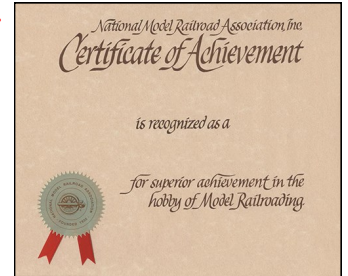 National Model Railroad Association, Inc.
Certificate of Achievement
is recognized as a
for superior achievement in the
hobby of Model Railroading.